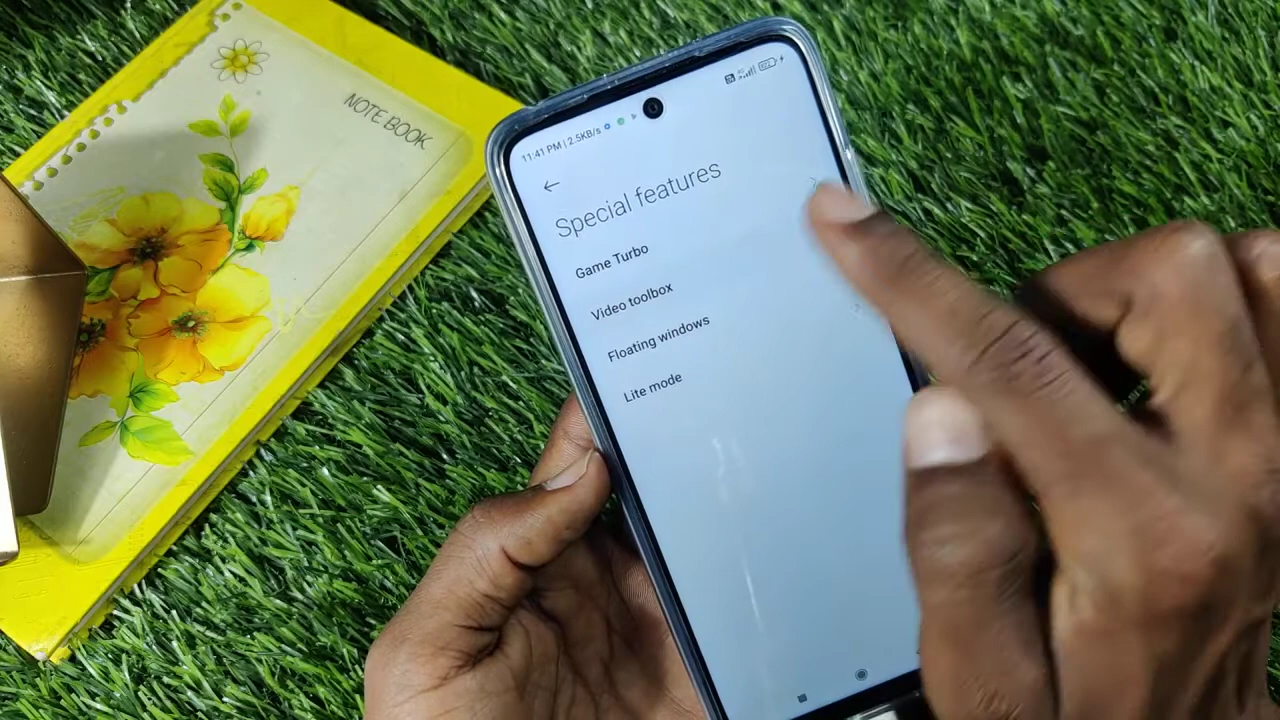 NOTE BOOK
11:41 PM | 2.5KB/s
Special features
Game Turbo
Video toolbox
Floating windows
Lite mode